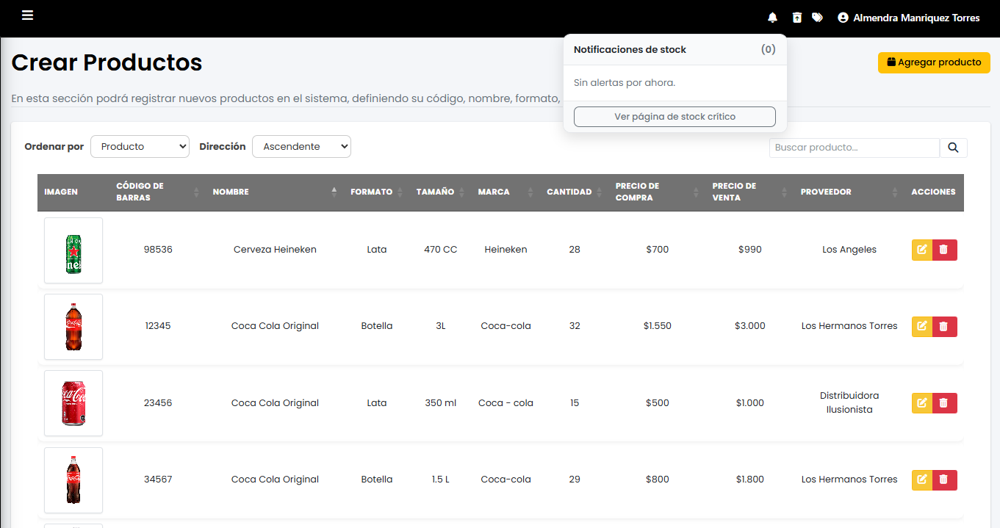 Almendra Manriquez Torres
Notificaciones de stock (0)
Sin alertas por ahora.
Ver página de stock crítico
Crear Productos
Agregar producto
En esta sección podrá registrar nuevos productos en el sistema, definiendo su código, nombre, formato,
Ordenar por Producto Dirección Ascendente
Buscar producto...
IMAGEN CÓDIGO DE BARRAS NOMBRE FORMATO TAMAÑO MARCA CANTIDAD PRECIO DE COMPRA PRECIO DE VENTA PROVEEDOR ACCIONES
98536 Cerveza Heineken Lata 470 CC Heineken 28 $700 $990 Los Angeles
12345 Coca Cola Original Botella 3L Coca-cola 32 $1.550 $3.000 Los Hermanos Torres
23456 Coca Cola Original Lata 350 ml Coca - cola 15 $500 $1.000 Distribuidora Ilusionista
34567 Coca Cola Original Botella 1.5 L Coca-cola 29 $800 $1.800 Los Hermanos Torres